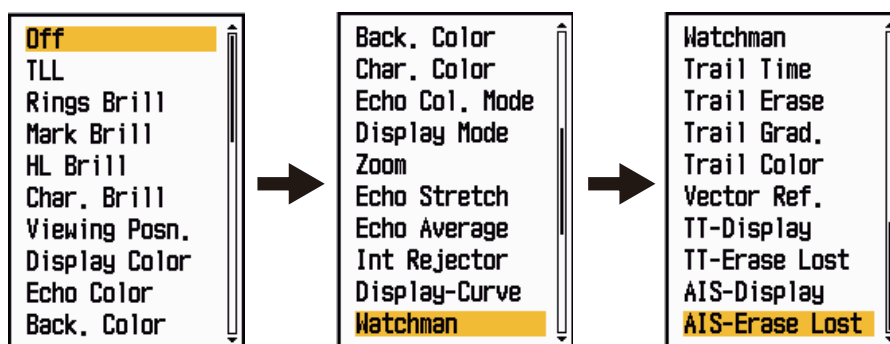 Off
TLL
Rings Brill
Mark Brill
HL Brill
Char. Brill
Viewing Posn.
Display Color
Echo Color
Back. Color
Back. Color
Char. Color
Echo Col. Mode
Display Mode
Zoom
Echo Stretch
Echo Average
Int Rejector
Display-Curve
Watchman
Watchman
Trail Time
Trail Erase
Trail Grad.
Trail Color
Vector Ref.
TT-Display
TT-Erase Lost
AIS-Display
AIS-Erase Lost